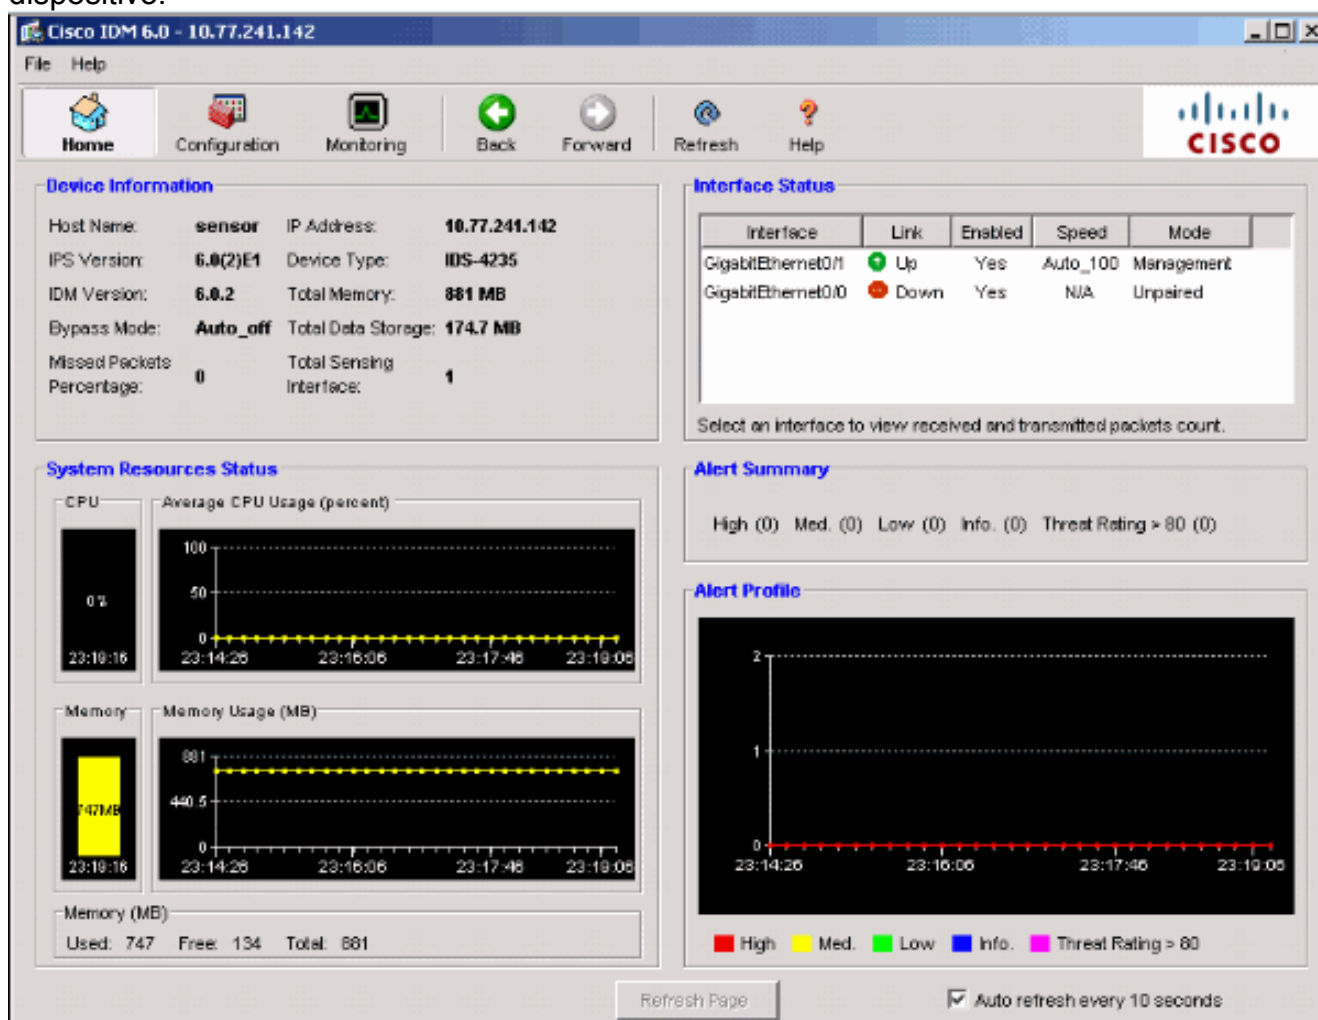 dispositivo.
Cisco IDM 6.0 - 10.77.241.142
File Help
Home Configuration Monitoring Back Forward Refresh Help
CISCO
Device Information
Host Name: sensor IP Address: 10.77.241.142
IPS Version: 6.0(2)E1 Device Type: IDS-4235
IDM Version: 6.0.2 Total Memory: 881 MB
Bypass Mode: Auto_off Total Data Storage: 174.7 MB
Missed Packets Percentage: 0 Total Sensing Interface: 1
Interface Status
Interface Link Enabled Speed Mode
GigabitEthernet0/1 Up Yes Auto_100 Management
GigabitEthernet0/0 Down Yes N/A Unpaired
Select an interface to view received and transmitted packets count.
System Resources Status
CPU
0%
23:19:16
Average CPU Usage (percent)
100
50
0
23:14:26 23:16:06 23:17:46 23:19:06
Memory
747MB
23:19:16
Memory Usage (MB)
881
440.5
0
23:14:26 23:16:06 23:17:46 23:19:06
Memory (MB)
Used: 747 Free: 134 Total: 881
Alert Summary
High (0) Med. (0) Low (0) Info. (0) Threat Rating > 80 (0)
Alert Profile
2
1
0
23:14:26 23:16:06 23:17:46 23:19:06
High Med. Low Info. Threat Rating > 80
Refresh Page
Auto refresh every 10 seconds